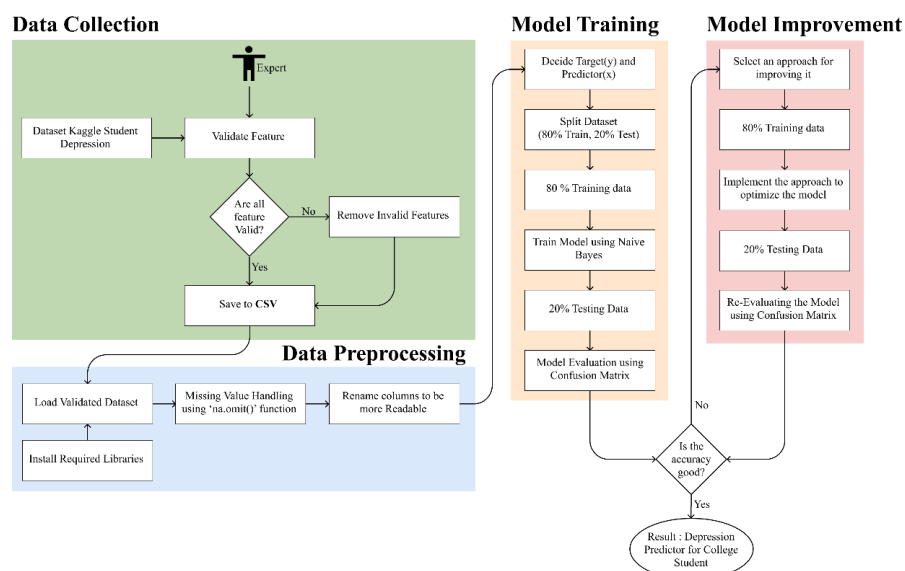 Data Collection
Expert
Dataset Kaggle Student
Depression
Validate Feature
Are all
feature
Valid?
No
Remove Invalid Features
Yes
Save to CSV
Data Preprocessing
Load Validated Dataset
Missing Value Handling
using ‘na.omit()’ function
Rename columns to be
more Readable
Install Required Libraries
Model Training
Decide Target(y) and
Predictor(x)
Split Dataset
(80% Train, 20% Test)
80 % Training data
Train Model using Naive
Bayes
20% Testing Data
Model Evaluation using
Confusion Matrix
Model Improvement
Select an approach for
improving it
80% Training data
Implement the approach to
optimize the model
20% Testing Data
Re-Evaluating the Model
using Confusion Matrix
No
Is the
accuracy
good?
Yes
Result : Depression
Predictor for College
Student